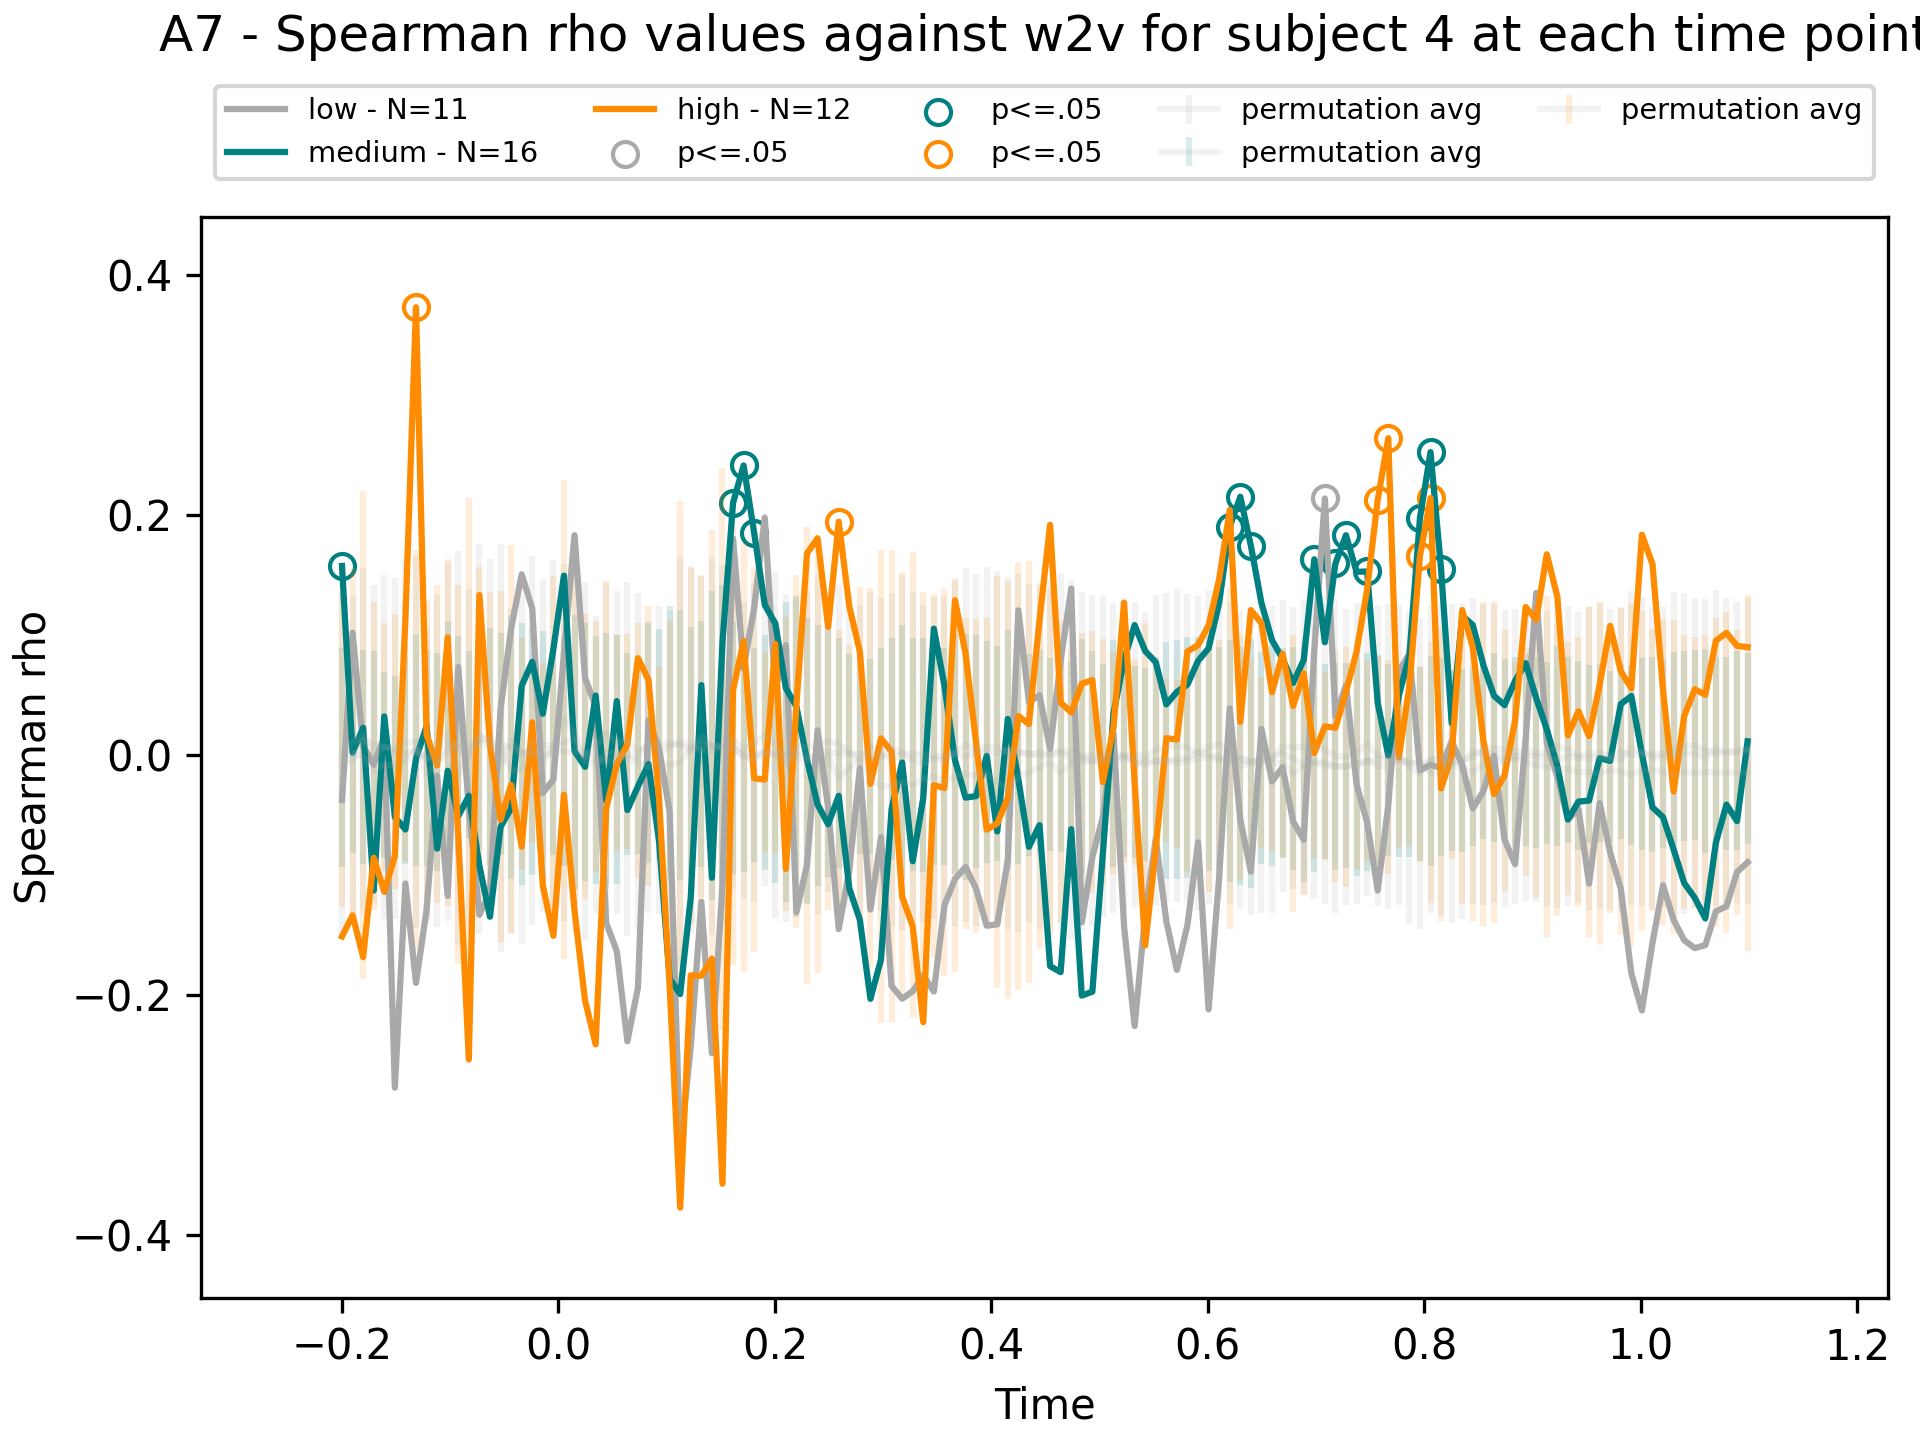 A7 - Spearman rho values against w2v for subject 4 at each time point
low - N=11 high - N=12 p<=.05 permutation avg permutation avg
medium - N=16 p<=.05 p<=.05 permutation avg
0.4
0.2
0.0
−0.2
−0.4
Spearman rho
−0.2 0.0 0.2 0.4 0.6 0.8 1.0 1.2
Time